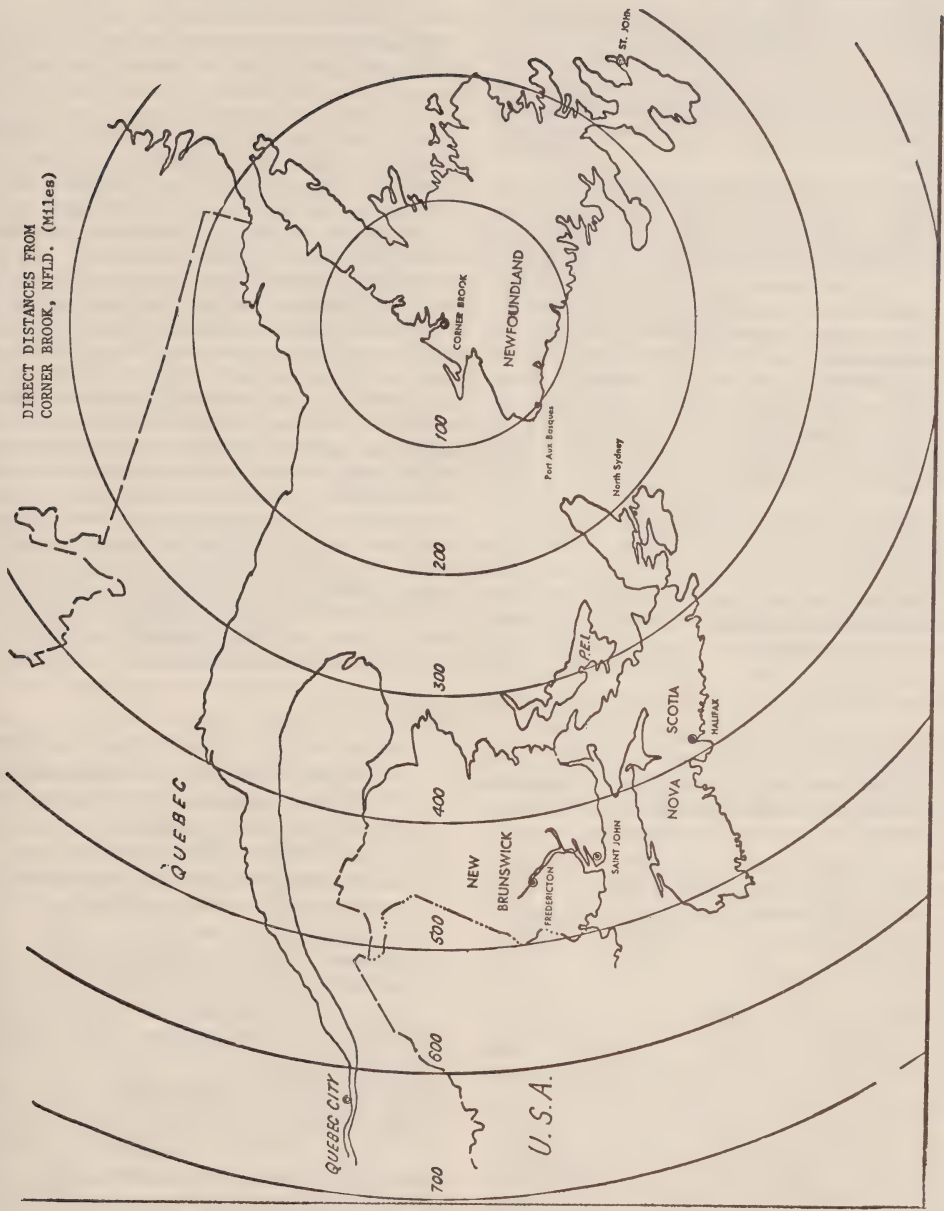 DIRECT DISTANCES FROM
CORNER BROOK, NFLD. (Miles)
QUEBEC
QUEBEC CITY
U.S.A.
700
600
500
400
300
200
100
NEW
BRUNSWICK
FREDERICTON
SAINT JOHN
NOVA
SCOTIA
HALIFAX
P.E.I.
North Sydney
Port Aux Basques
CORNER BROOK
NEWFOUNDLAND
ST. JOHN